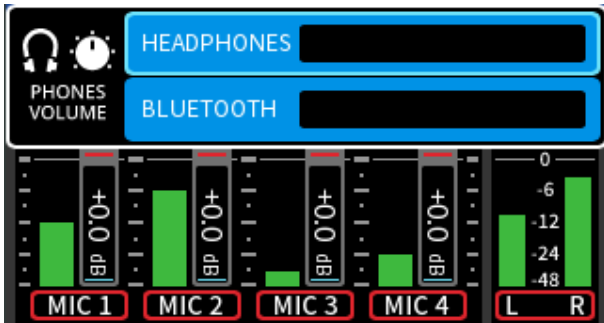 HEADPHONES
PHONES
VOLUME
BLUETOOTH
+0.0 dB
+0.0 dB
+0.0 dB
+0.0 dB
0
-6
-12
-24
-48
MIC 1
MIC 2
MIC 3
MIC 4
L
R